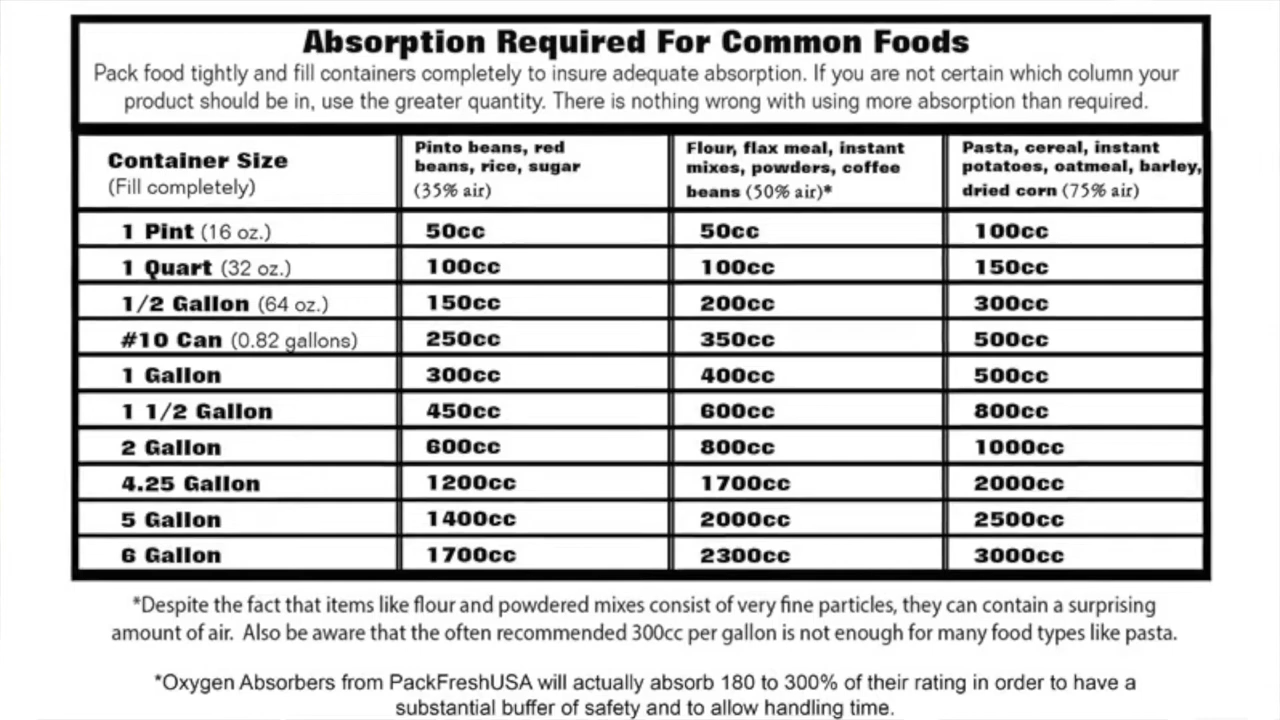 Absorption Required For Common Foods
Pack food tightly and fill containers completely to insure adequate absorption. If you are not certain which column your
product should be in, use the greater quantity. There is nothing wrong with using more absorption than required.
Container Size
(Fill completely)
Pinto beans, red
beans, rice, sugar
(35% air)
Flour, flax meal, instant
mixes, powders, coffee
beans (50% air)*
Pasta, cereal, instant
potatoes, oatmeal, barley,
dried corn (75% air)
1 Pint (16 oz.) 50cc 50cc 100cc
1 Quart (32 oz.) 100cc 100cc 150cc
1/2 Gallon (64 oz.) 150cc 200cc 300cc
#10 Can (0.82 gallons) 250cc 350cc 500cc
1 Gallon 300cc 400cc 500cc
1 1/2 Gallon 450cc 600cc 800cc
2 Gallon 600cc 800cc 1000cc
4.25 Gallon 1200cc 1700cc 2000cc
5 Gallon 1400cc 2000cc 2500cc
6 Gallon 1700cc 2300cc 3000cc
*Despite the fact that items like flour and powdered mixes consist of very fine particles, they can contain a surprising
amount of air. Also be aware that the often recommended 300cc per gallon is not enough for many food types like pasta.
*Oxygen Absorbers from PackFreshUSA will actually absorb 180 to 300% of their rating in order to have a
substantial buffer of safety and to allow handling time.